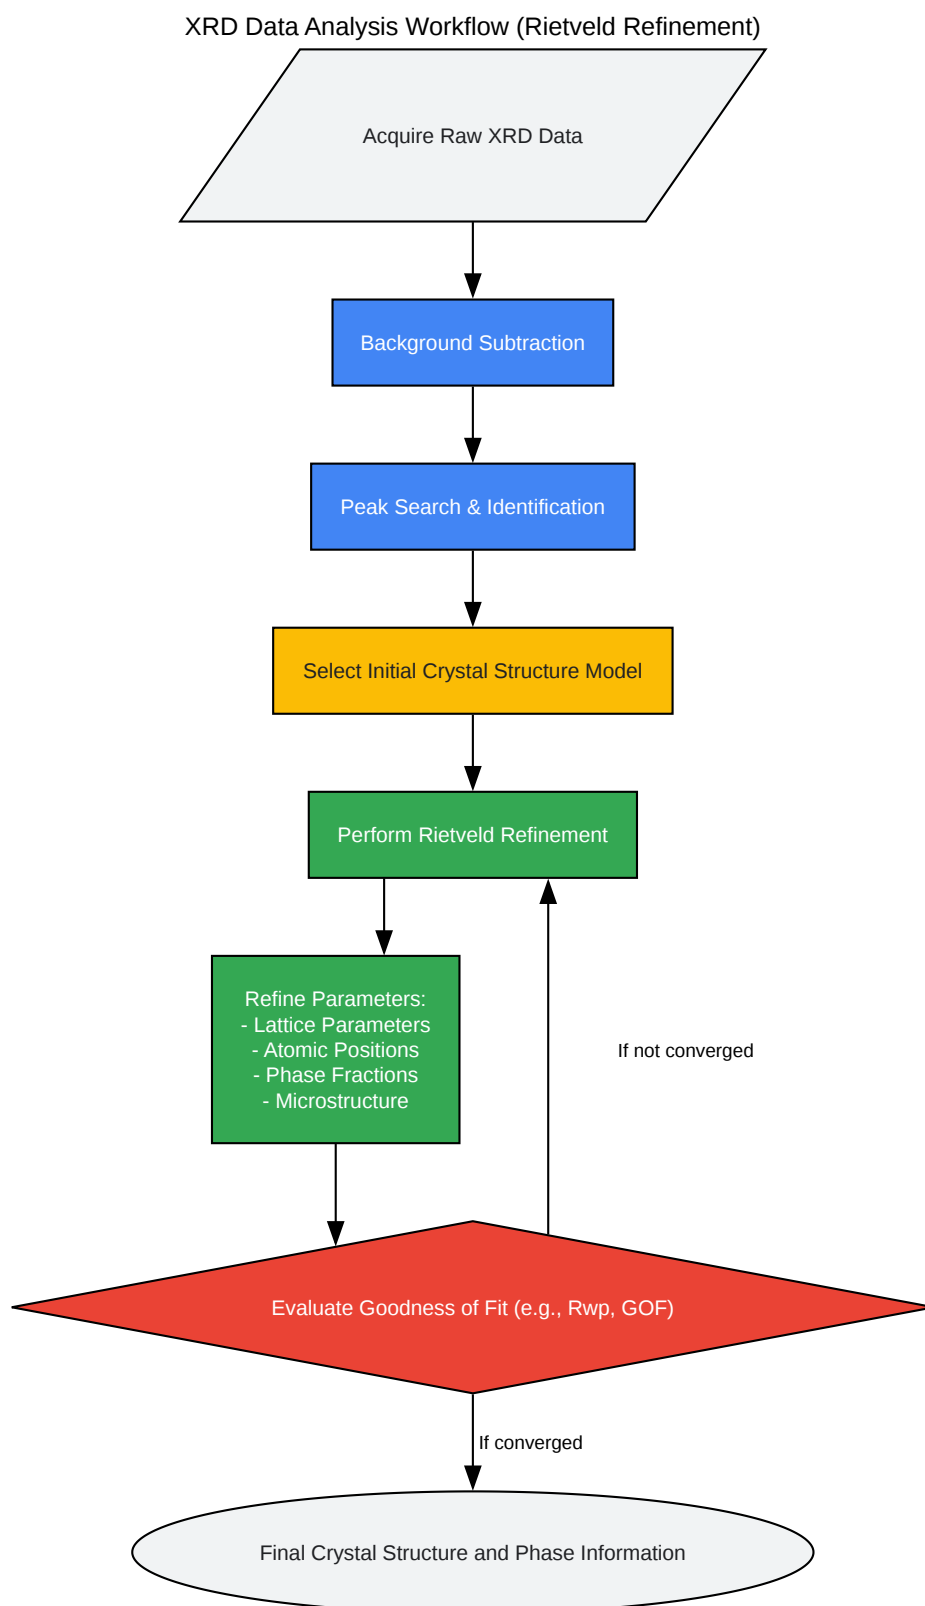 XRD Data Analysis Workflow (Rietveld Refinement)
Acquire Raw XRD Data
Background Subtraction
Peak Search & Identification
Select Initial Crystal Structure Model
Perform Rietveld Refinement
Refine Parameters:
- Lattice Parameters
- Atomic Positions
- Phase Fractions
- Microstructure
If not converged
Evaluate Goodness of Fit (e.g., Rwp, GOF)
If converged
Final Crystal Structure and Phase Information